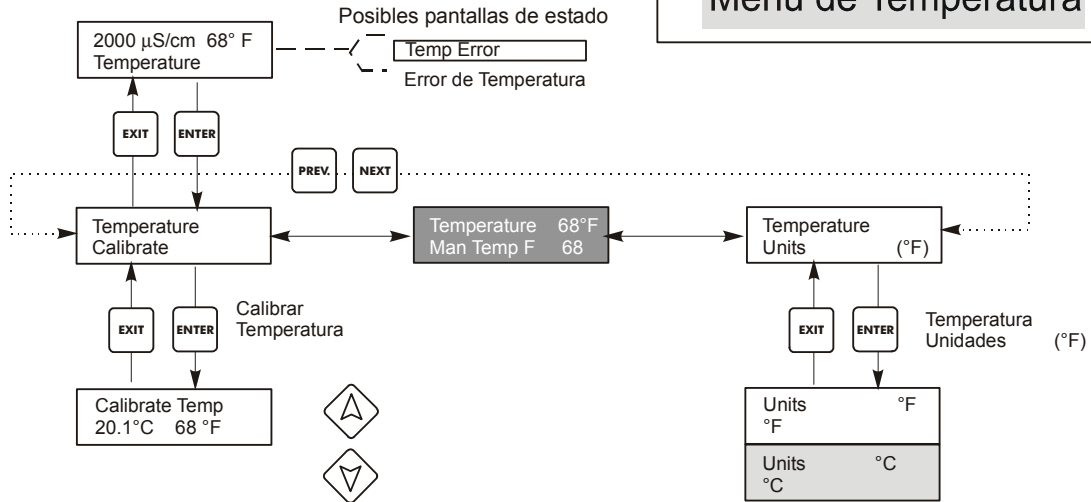 Menú de Temperatura
Posibles pantallas de estado
2000 µS/cm 68° F
Temperature
Temp Error
Error de Temperatura
EXIT
ENTER
PREV.
NEXT
Temperature
Calibrate
Temperature 68°F
Man Temp F 68
Temperature
Units (°F)
EXIT
ENTER
Calibrar
Temperatura
EXIT
ENTER
Temperatura
Unidades (°F)
Calibrate Temp
20.1°C 68 °F
Units °F
°F
Units °C
°C